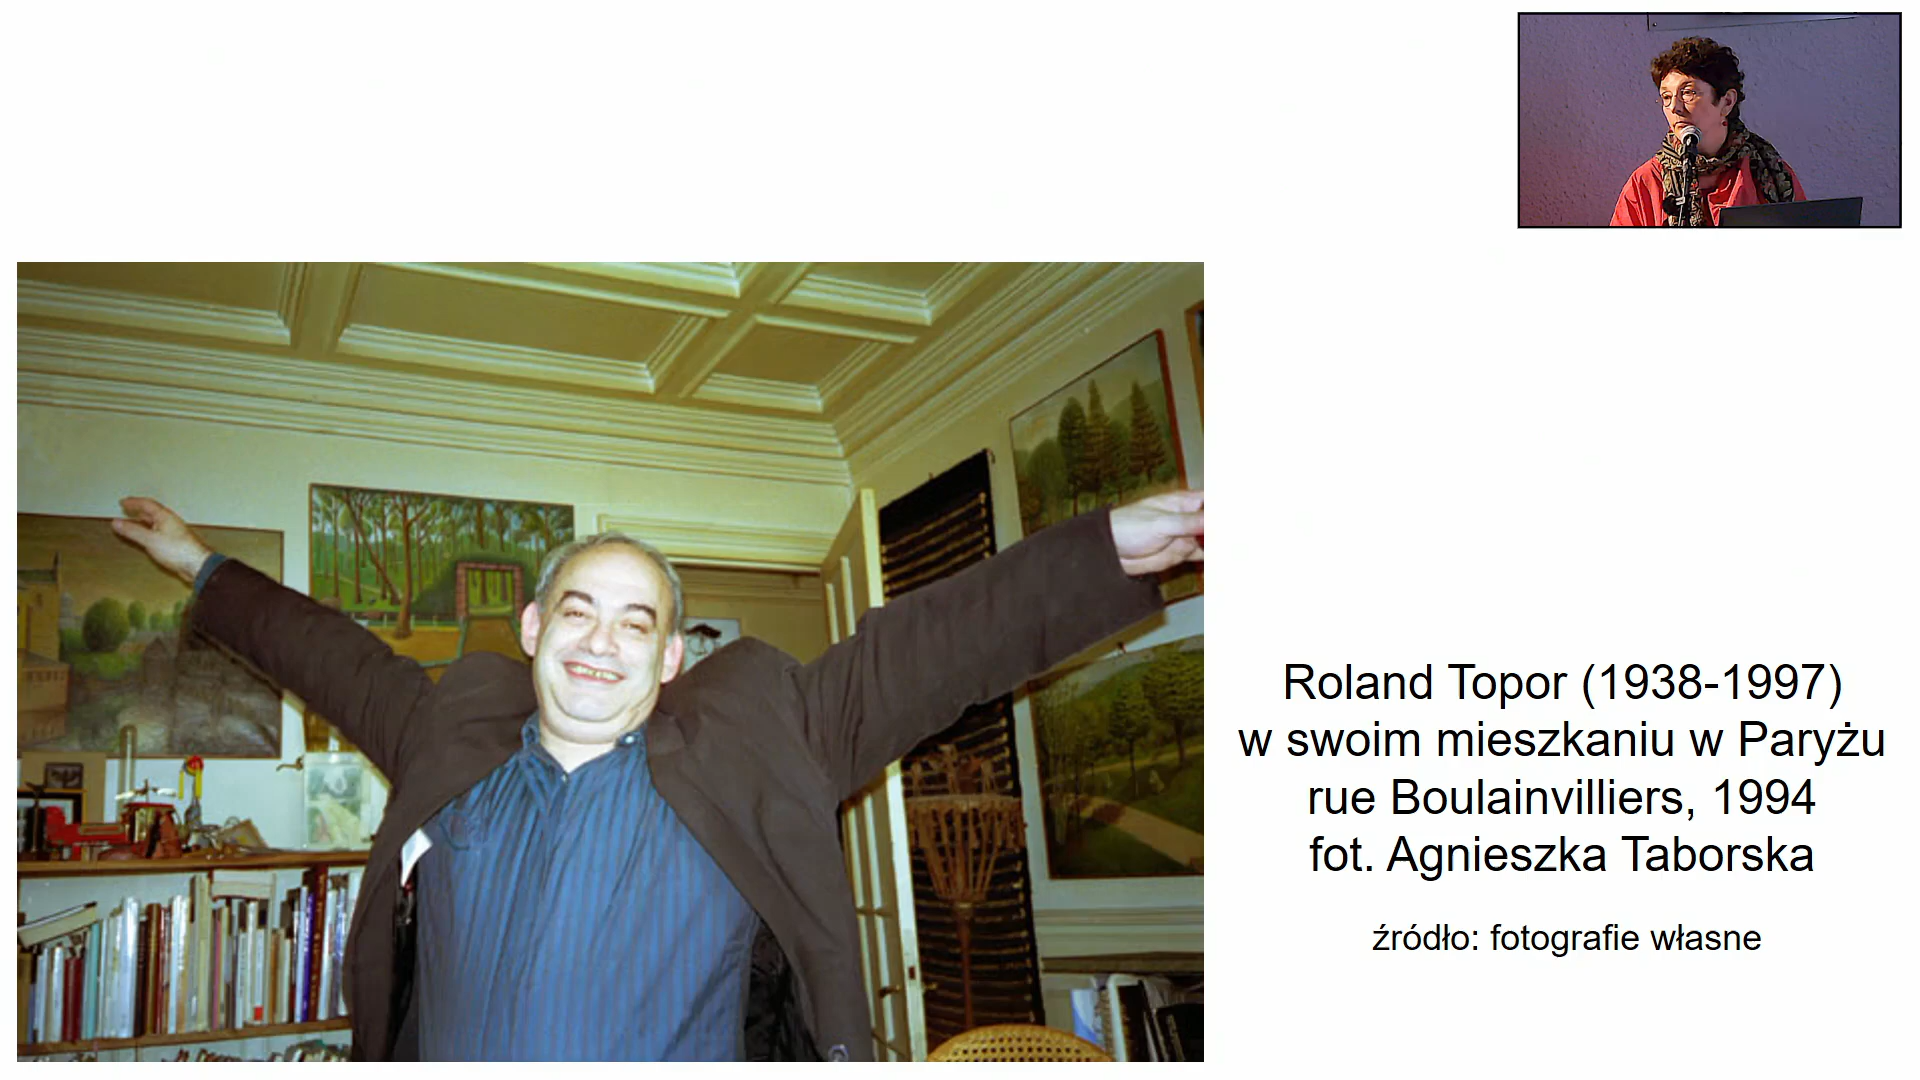 Roland Topor (1938-1997)
w swoim mieszkaniu w Paryżu
rue Boulainvilliers, 1994
fot. Agnieszka Taborska
źródło: fotografie własne